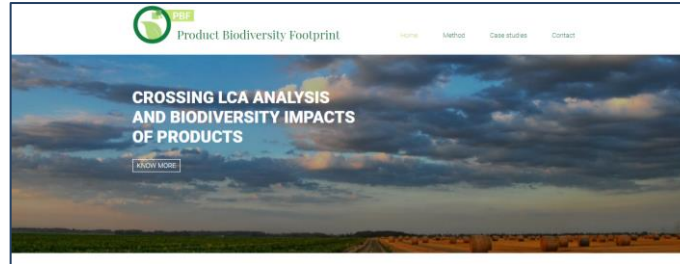 PBF
Product Biodiversity Footprint
Home Method Case studies Contact
CROSSING LCA ANALYSIS
AND BIODIVERSITY IMPACTS
OF PRODUCTS
KNOW MORE